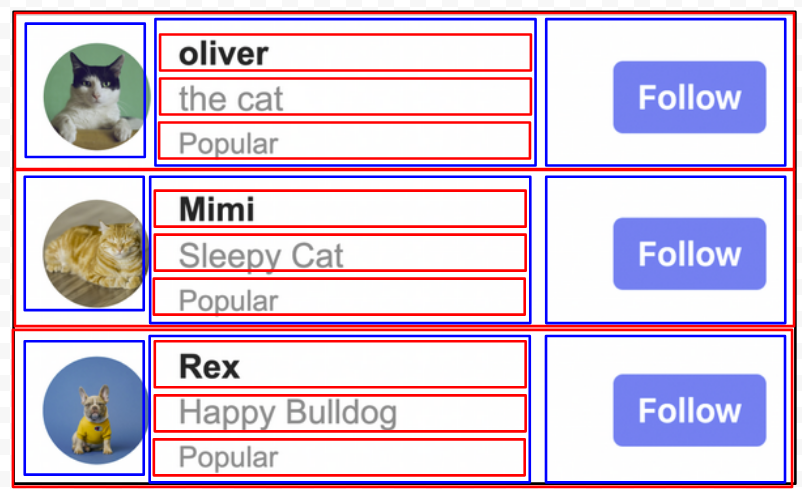 oliver
the cat
Popular
Follow
Mimi
Sleepy Cat
Popular
Follow
Rex
Happy Bulldog
Popular
Follow